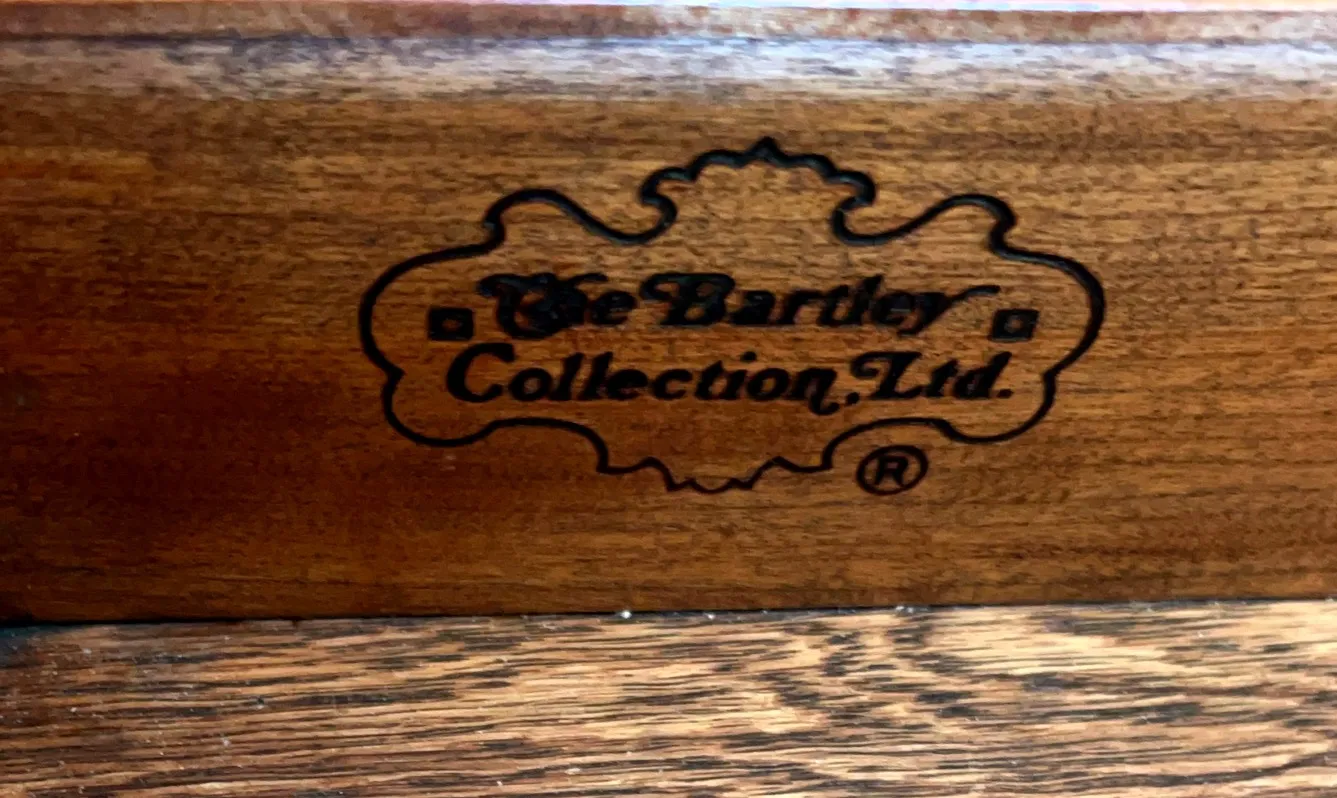 The Bartley
Collection, Ltd.
®